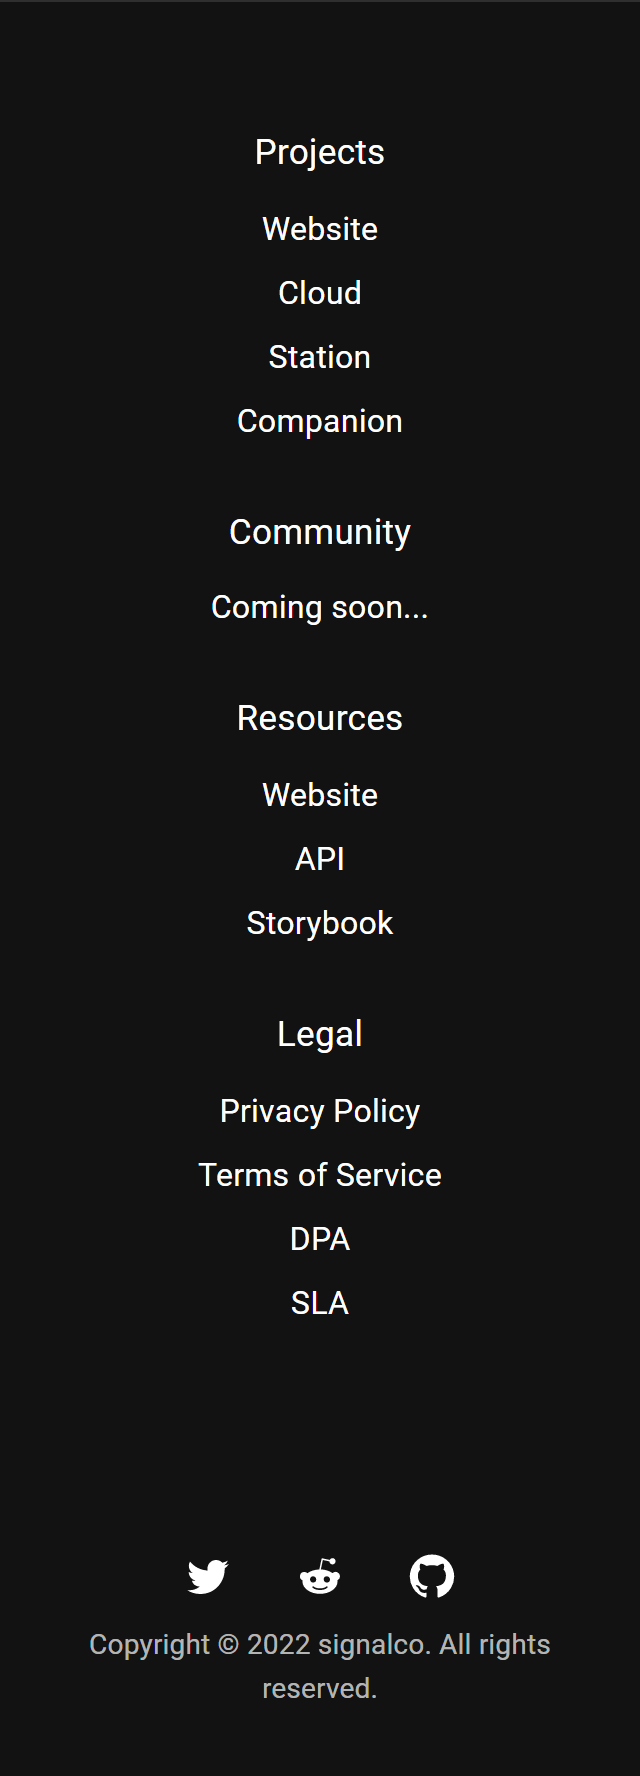 Projects
Website
Cloud
Station
Companion
Community
Coming soon...
Resources
Website
API
Storybook
Legal
Privacy Policy
Terms of Service
DPA
SLA
Copyright © 2022 signalco. All rights
reserved.